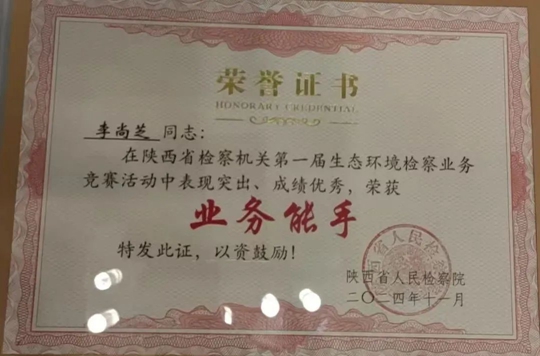 荣誉证书
HONORARY CREDENTIAL
李尚芝 同志：
在陕西省检察机关第一届生态环境检察业务
竞赛活动中表现突出、成绩优秀，荣获
业务能手
特发此证，以资鼓励！
陕西省人民检察院
二〇二四年十一月